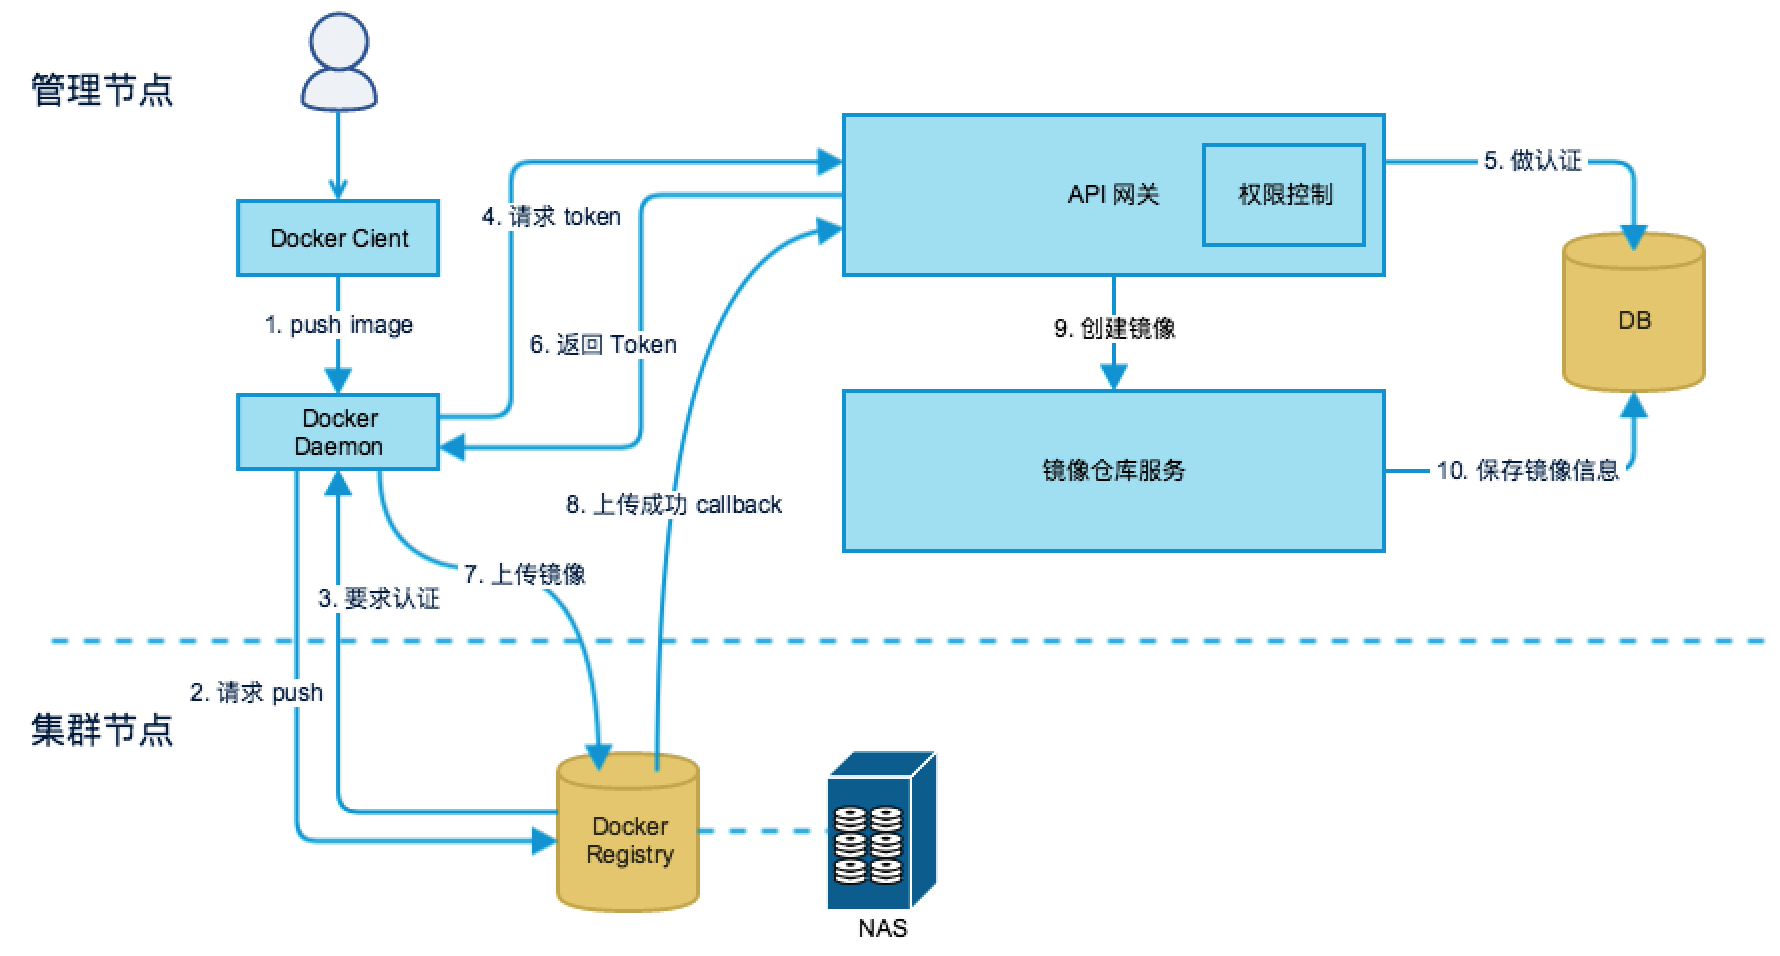 管理节点
Docker Cient
1. push image
Docker
Daemon
4. 请求 token
6. 返回 Token
API 网关
权限控制
5. 做认证
DB
9. 创建镜像
镜像仓库服务
10. 保存镜像信息
8. 上传成功 callback
7. 上传镜像
3. 要求认证
2. 请求 push
集群节点
Docker
Registry
NAS